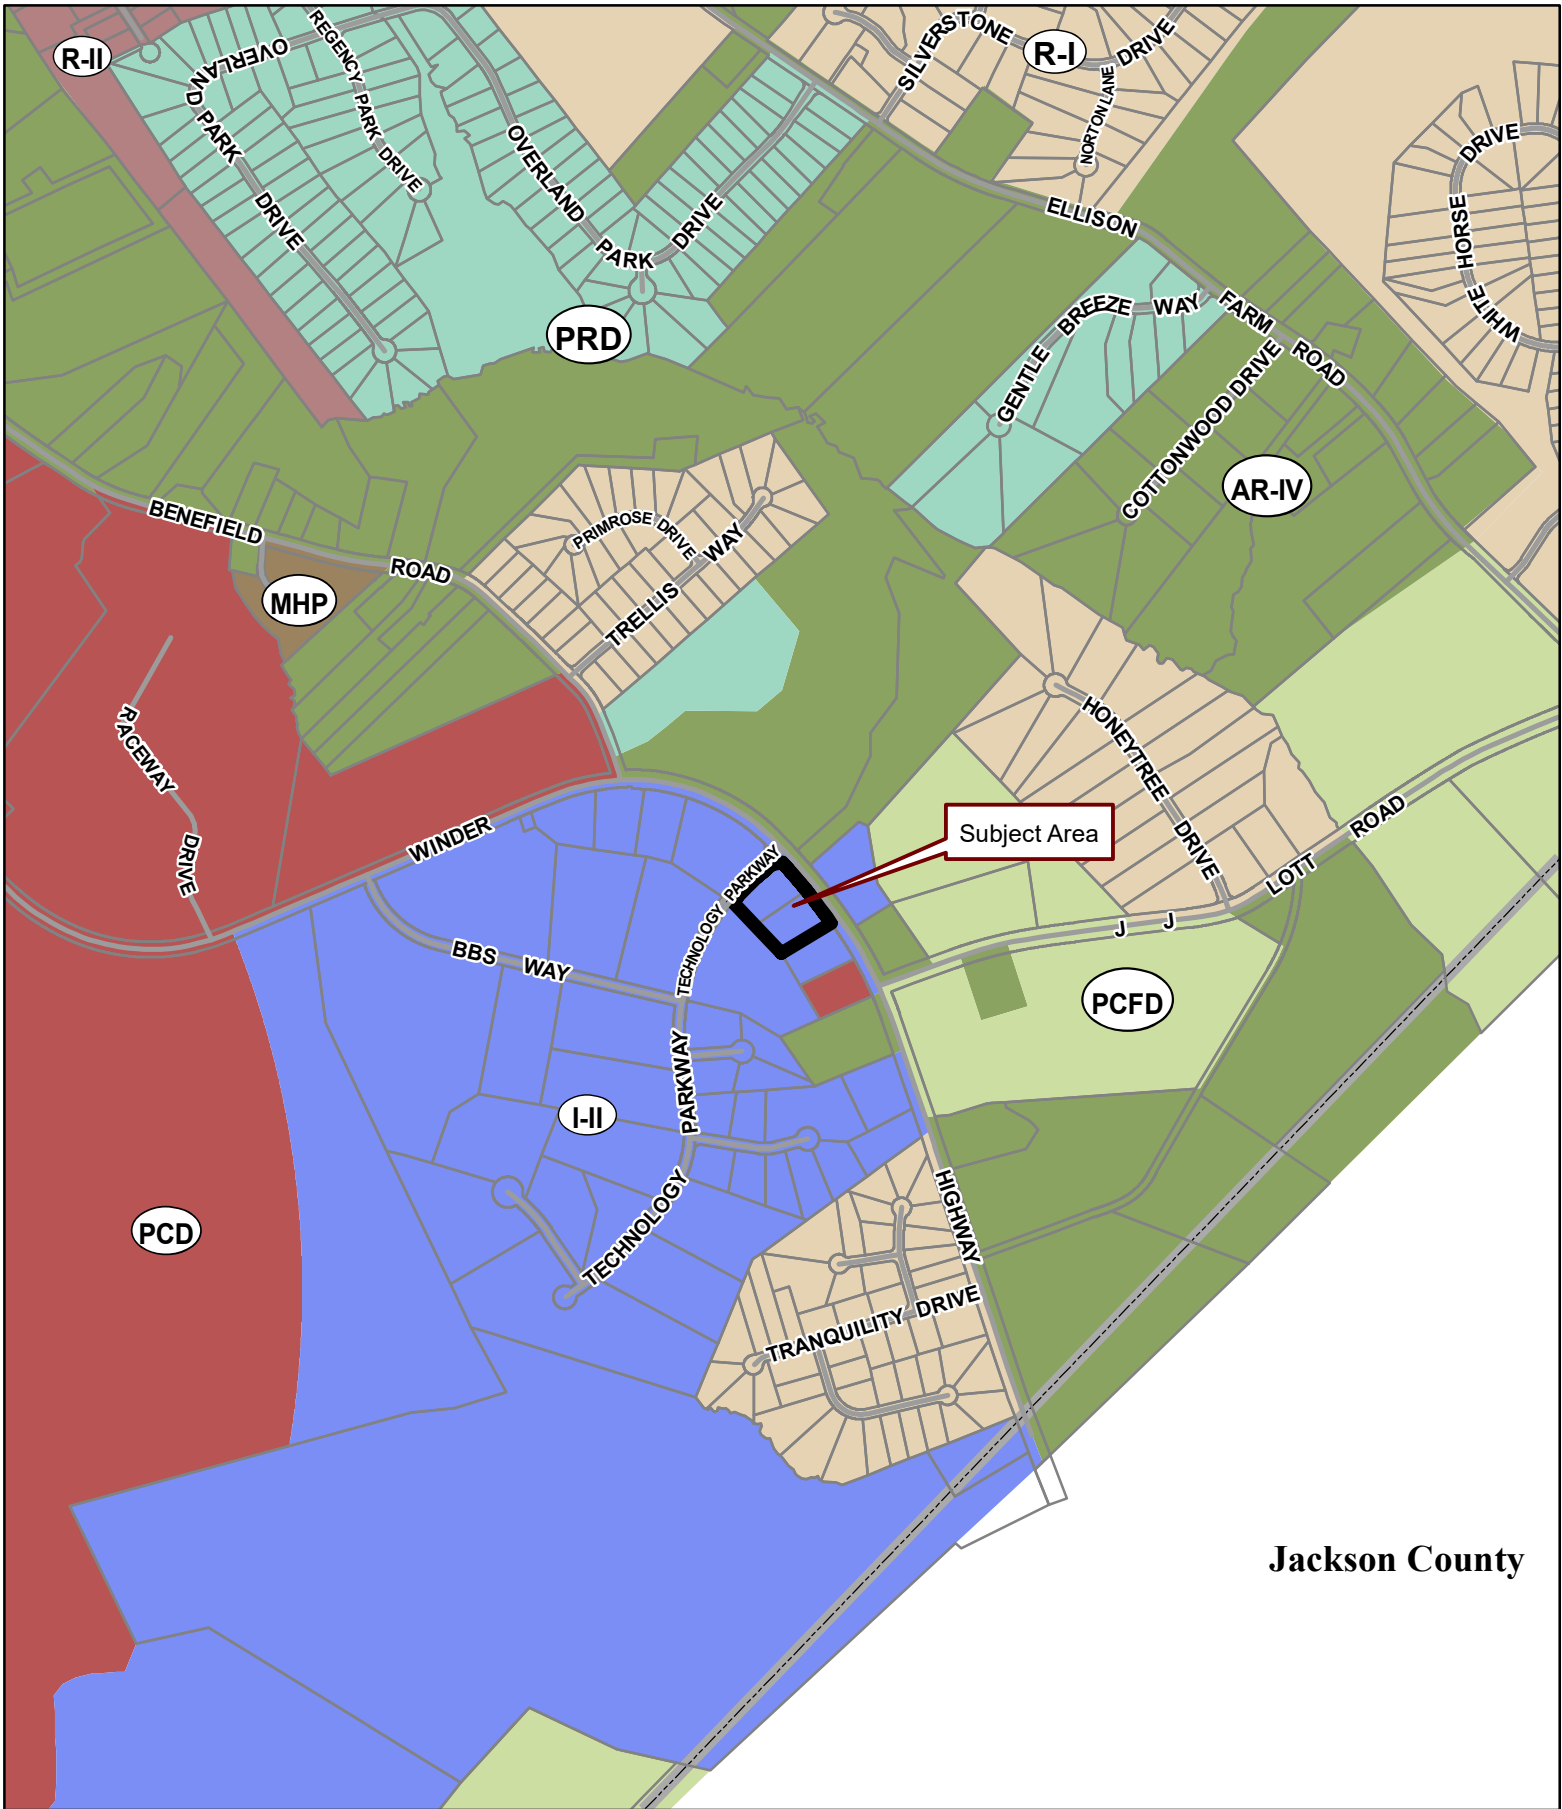 R-II
OVERLAND PARK DRIVE
REGENCY PARK DRIVE
OVERLAND PARK DRIVE
SILVERSTONE DRIVE
R-I
NORTON LANE
ELLISON FARM ROAD
WHITE HORSE DRIVE
PRD
GENTLE BREEZE WAY
COTTONWOOD DRIVE
AR-IV
BENEFIELD ROAD
MHP
PRIMROSE DRIVE
TRELLIS WAY
RACEWAY DRIVE
HONEYTREE DRIVE
WINDER HIGHWAY
Subject Area
TECHNOLOGY PARKWAY
J J LOTT ROAD
BBS WAY
PCFD
I-II
TECHNOLOGY PARKWAY
PCD
TRANQUILITY DRIVE
Jackson County